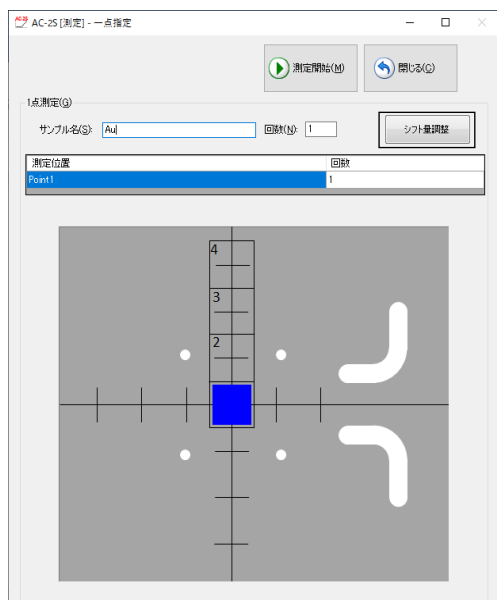 AC-2S [測定] - 一点指定
測定開始(M) 閉じる(C)
1点測定(G)
サンプル名(S): Au 回数(N): 1 シフト量調整
測定位置 回数
Point1 1
4
3
2